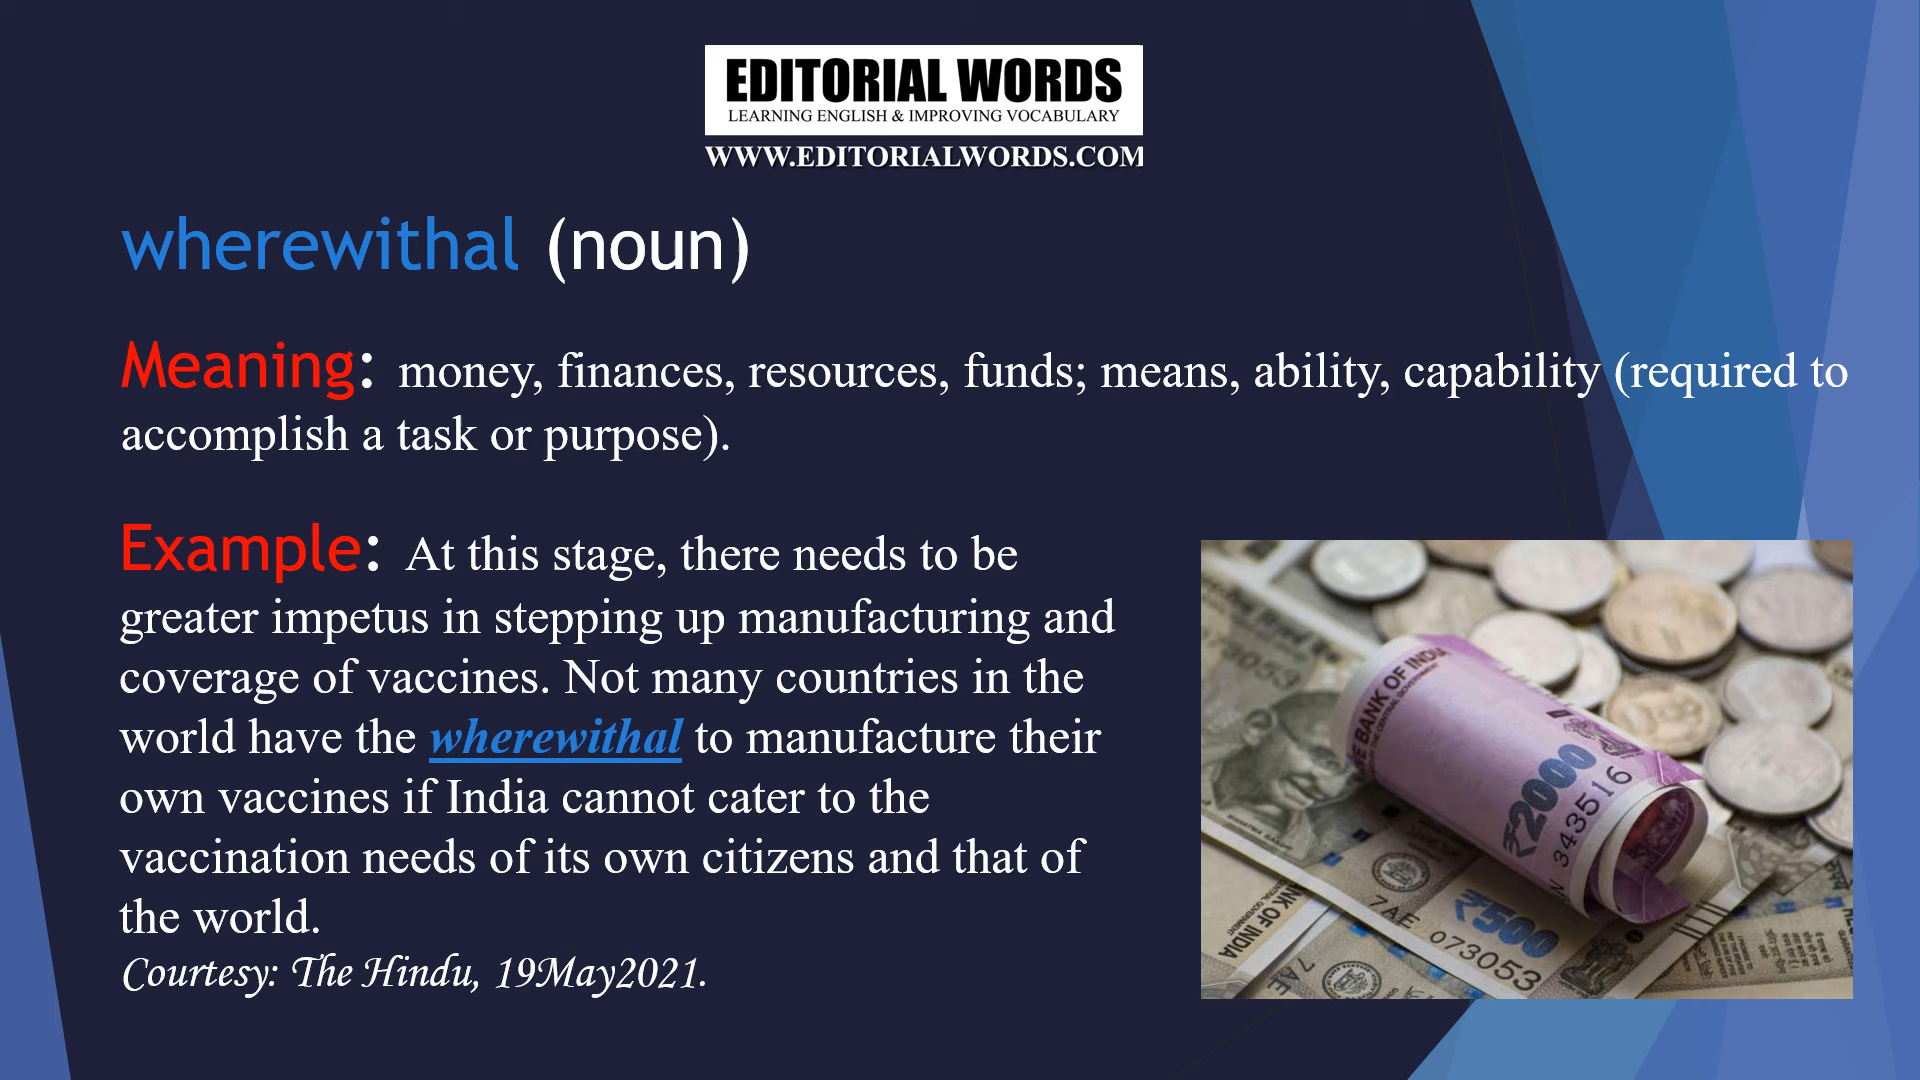 EDITORIAL WORDS
LEARNING ENGLISH & IMPROVING VOCABULARY
WWW.EDITORIALWORDS.COM
wherewithal (noun)
Meaning: money, finances, resources, funds; means, ability, capability (required to
accomplish a task or purpose).
Example: At this stage, there needs to be
greater impetus in stepping up manufacturing and
coverage of vaccines. Not many countries in the
world have the wherewithal to manufacture their
own vaccines if India cannot cater to the
vaccination needs of its own citizens and that of
the world.
Courtesy: The Hindu, 19May2021.
BANK OF INDIA
₹2000
343516
7AE 073053
₹500
BANK OF INDIA
7AE